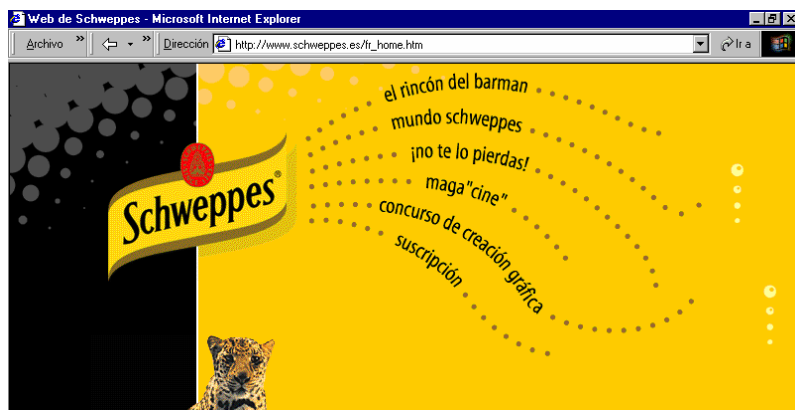 Web de Schweppes - Microsoft Internet Explorer
Archivo » » Dirección http://www.schweppes.es/fr_home.htm Ir a
el rincón del barman
mundo schweppes
¡no te lo pierdas!
maga"cine"
concurso de creación gráfica
suscripción
Schweppes